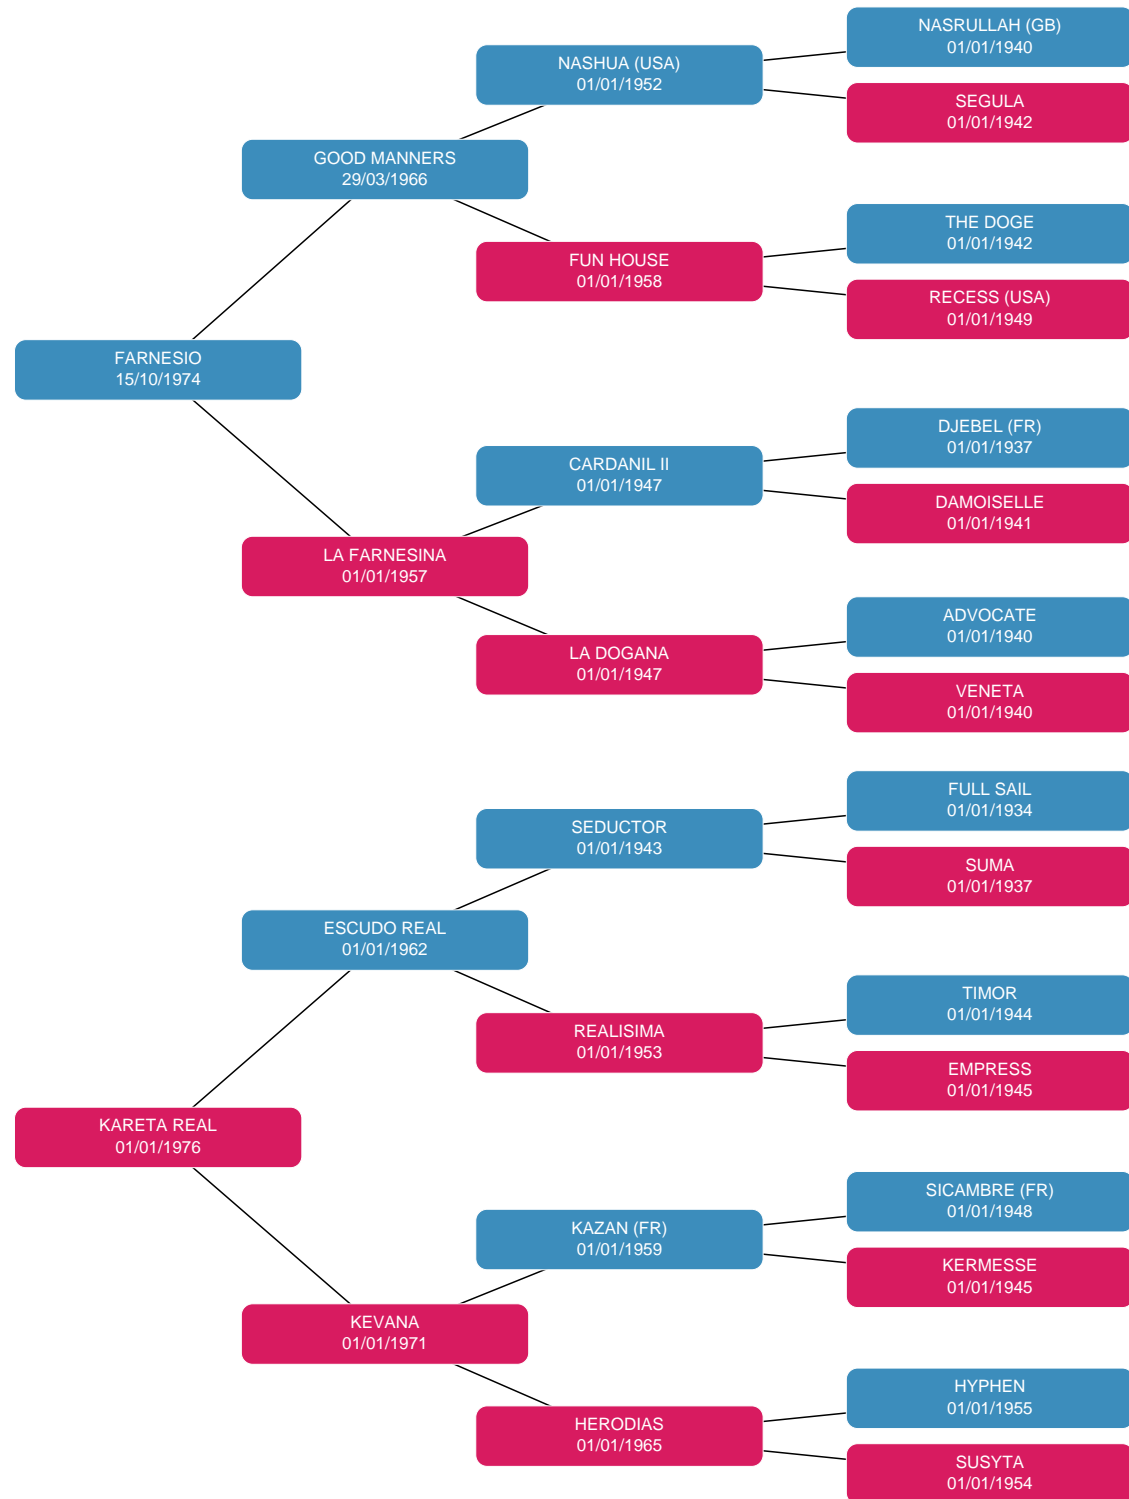 NASRULLAH (GB)
01/01/1940
NASHUA (USA)
01/01/1952
SEGULA
01/01/1942
GOOD MANNERS
29/03/1966
THE DOGE
01/01/1942
FUN HOUSE
01/01/1958
RECESS (USA)
01/01/1949
FARNESIO
15/10/1974
DJEBEL (FR)
01/01/1937
CARDANIL II
01/01/1947
DAMOISELLE
01/01/1941
LA FARNESINA
01/01/1957
ADVOCATE
01/01/1940
LA DOGANA
01/01/1947
VENETA
01/01/1940
FULL SAIL
01/01/1934
SEDUCTOR
01/01/1943
SUMA
01/01/1937
ESCUDO REAL
01/01/1962
TIMOR
01/01/1944
REALISIMA
01/01/1953
EMPRESS
01/01/1945
KARETA REAL
01/01/1976
SICAMBRE (FR)
01/01/1948
KAZAN (FR)
01/01/1959
KERMESSE
01/01/1945
KEVANA
01/01/1971
HYPHEN
01/01/1955
HERODIAS
01/01/1965
SUSYTA
01/01/1954